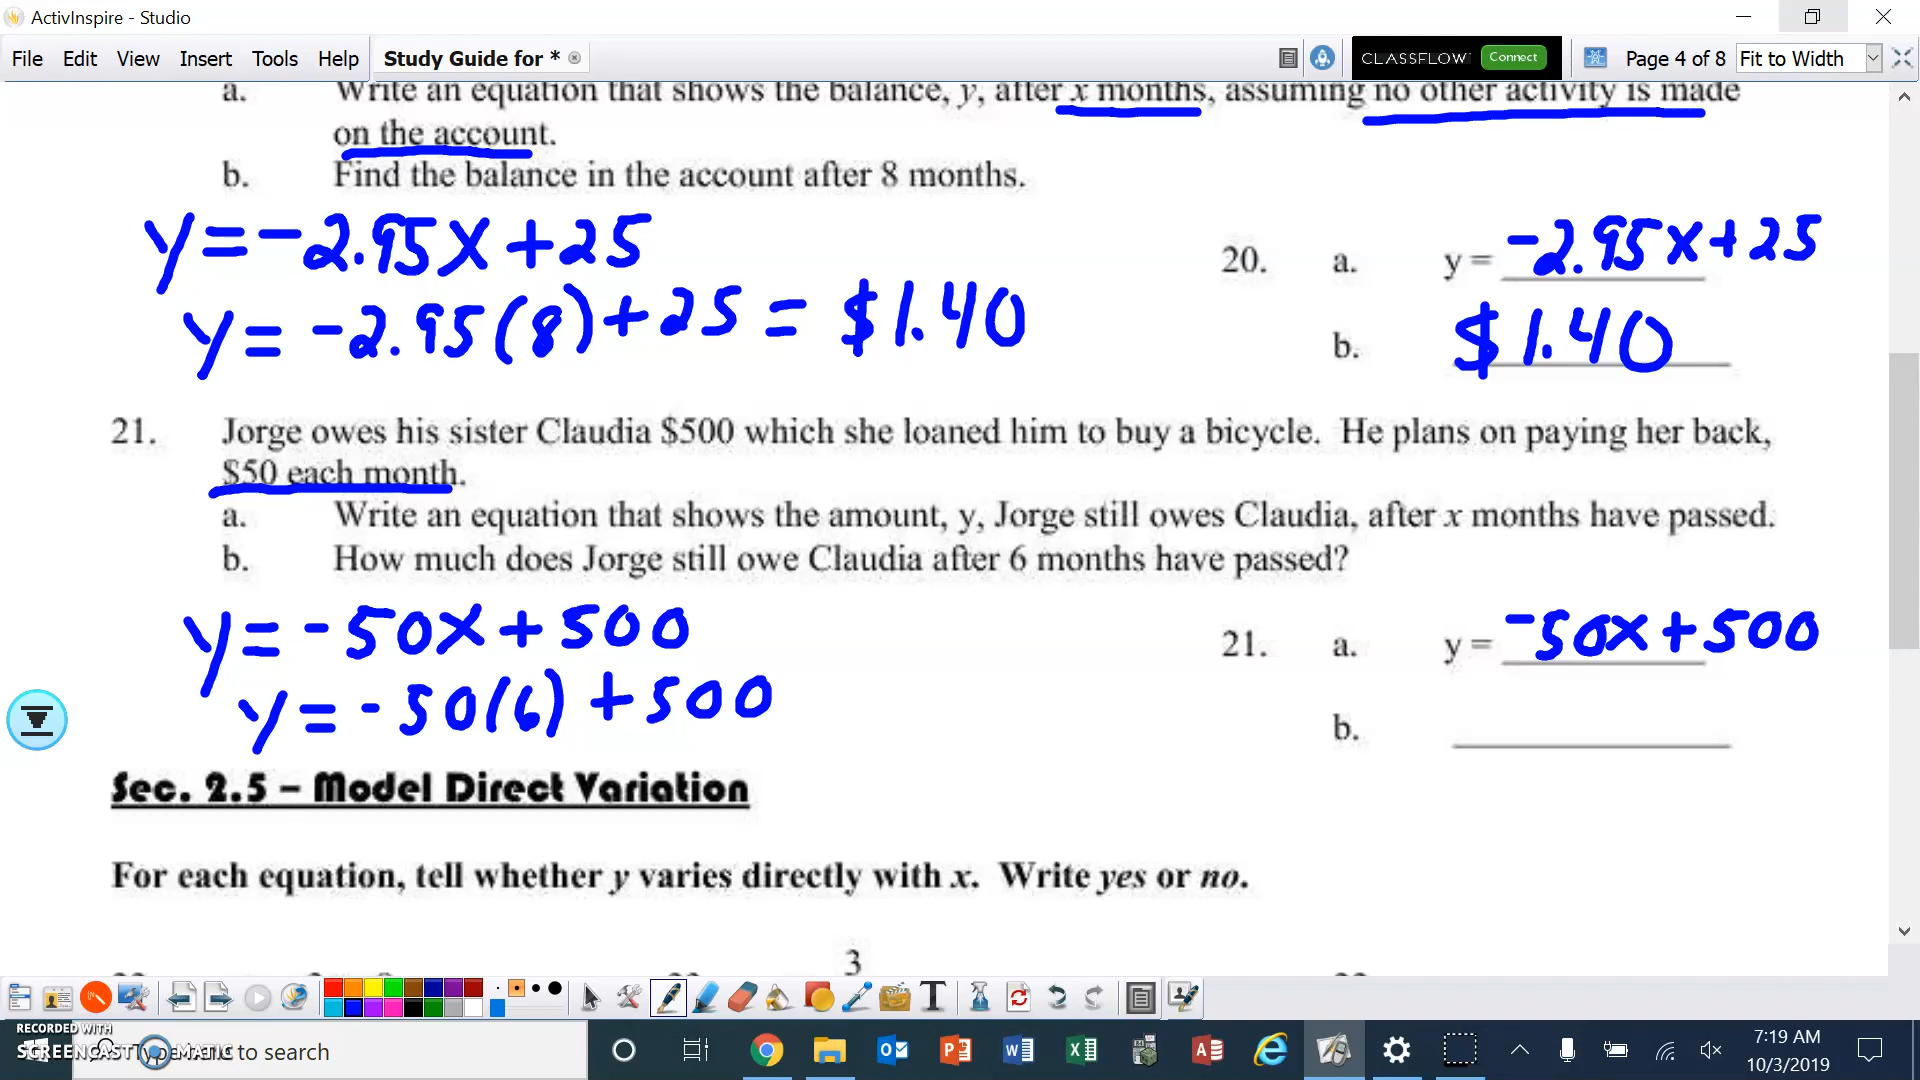 ActivInspire - Studio
File Edit View Insert Tools Help Study Guide for * CLASSFLOW Connect Page 4 of 8 Fit to Width
a. Write an equation that shows the balance, y, after x months, assuming no other activity is made
on the account.
b. Find the balance in the account after 8 months.
y = -2.95x + 25
20. a. y = -2.95x + 25
y = -2.95(8) + 25 = $1.40
b. $1.40
21. Jorge owes his sister Claudia $500 which she loaned him to buy a bicycle. He plans on paying her back,
$50 each month.
a. Write an equation that shows the amount, y, Jorge still owes Claudia, after x months have passed.
b. How much does Jorge still owe Claudia after 6 months have passed?
y = -50x + 500
21. a. y = -50x + 500
y = -50(6) + 500
b.
Sec. 2.5 – Model Direct Variation
For each equation, tell whether y varies directly with x. Write yes or no.
3
RECORDED WITH
SCREENCAST MATIC
to search
7:19 AM
10/3/2019